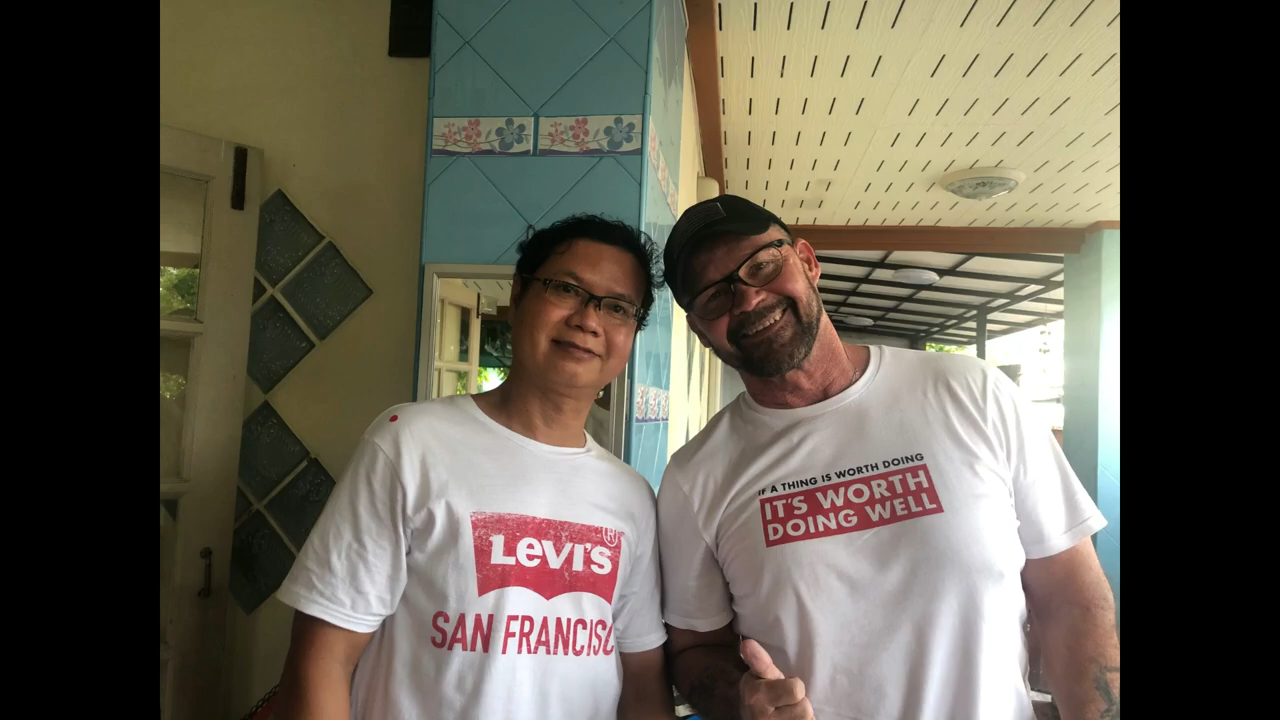 LEVI'S ®
SAN FRANCISC
IF A THING IS WORTH DOING
IT'S WORTH
DOING WELL